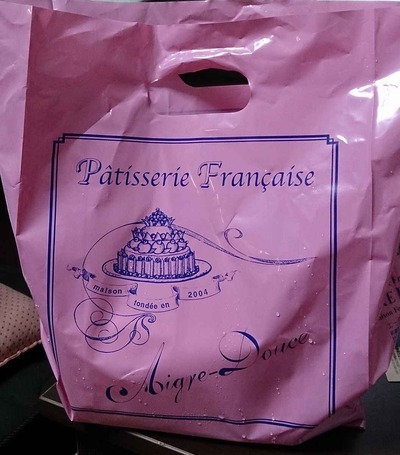 Pâtisserie Française
maison fondée en 2004
Aigre-Douce